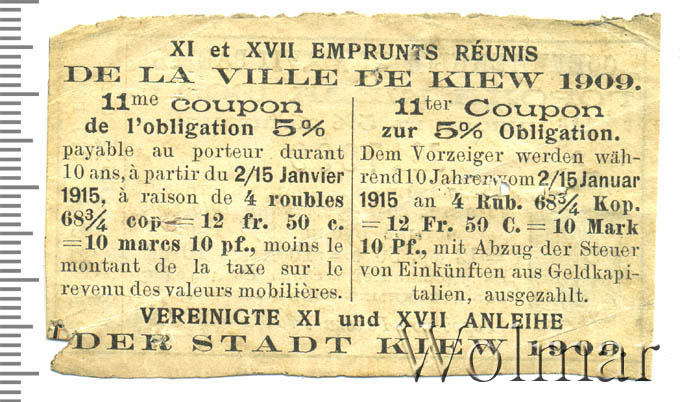 XI et XVII EMPRUNTS RÉUNIS
DE LA VILLE DE KIEW 1909.
11me coupon
de l'obligation 5%
payable au porteur durant
10 ans, à partir du 2/15 Janvier
1915, à raison de 4 roubles
68¾ cop = 12 fr. 50 c.
= 10 marcs 10 pf., moins le
montant de la taxe sur le
revenu des valeurs mobilières.
11ter Coupon
zur 5% Obligation.
Dem Vorzeiger werden wäh-
rend 10 Jahren vom 2/15 Januar
1915 an 4 Rub. 68¾ Kop.
= 12 Fr. 50 C. = 10 Mark
10 Pf., mit Abzug der Steuer
von Einkünften aus Geldkapi-
talien, ausgezahlt.
VEREINIGTE XI und XVII ANLEIHE
DER STADT KIEW 1909.
Wolmar